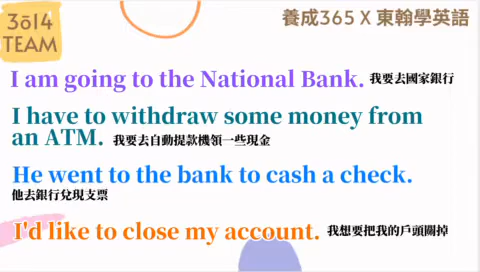 3ō14
TEAM
養成365 X 東翰學英語
I am going to the National Bank. 我要去國家銀行
I have to withdraw some money from
an ATM. 我要去自動提款機領一些現金
He went to the bank to cash a check.
他去銀行兌現支票
I'd like to close my account. 我想要把我的戶頭關掉